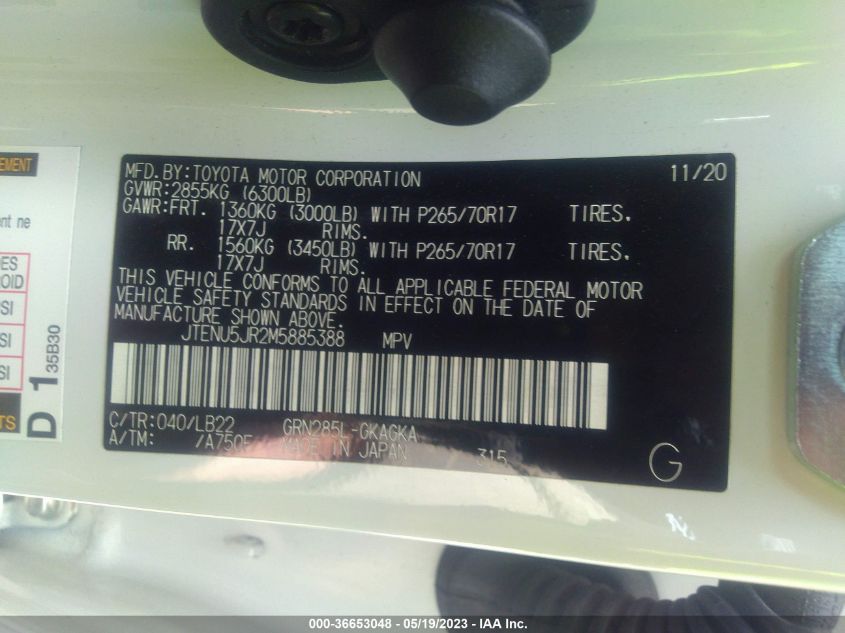 MFD.BY:TOYOTA MOTOR CORPORATION 11/20
GVWR:2855KG (6300LB)
GAWR:FRT. 1360KG (3000LB) WITH P265/70R17 TIRES.
17X7J RIMS.
RR. 1560KG (3450LB) WITH P265/70R17 TIRES.
17X7J RIMS.
THIS VEHICLE CONFORMS TO ALL APPLICABLE FEDERAL MOTOR
VEHICLE SAFETY STANDARDS IN EFFECT ON THE DATE OF
MANUFACTURE SHOWN ABOVE.
JTENU5JR2M5885388 MPV
C/TR:040/LB22 GRN285L-GKAGKA
A/TM: /A750F MADE IN JAPAN 315
G
D 1 35B30
000-36653048 - 05/19/2023 - IAA Inc.